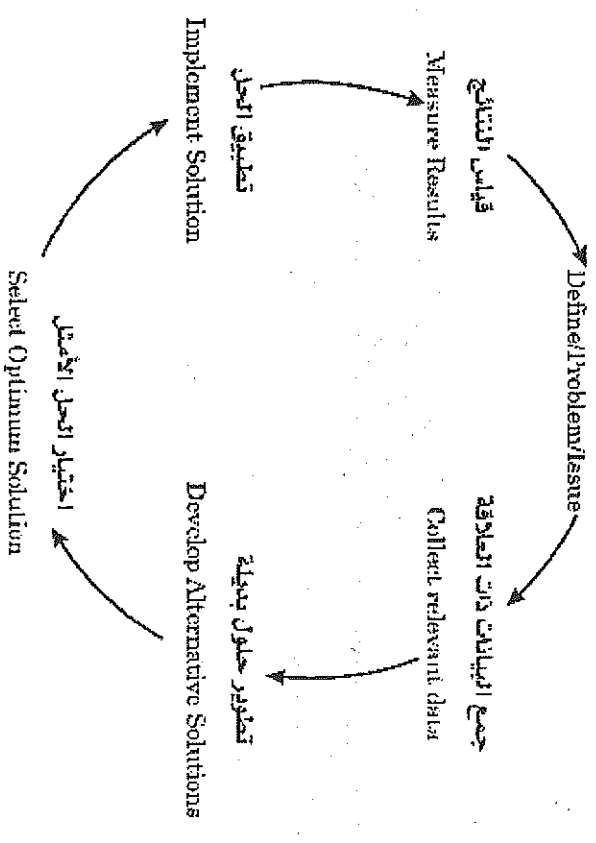 Define/Problem/Issue
جمع البيانات ذات العلاقة
Collect relevant data
تطوير حلول بديلة
Develop Alternative Solutions
اختيار الحل الأمثل
Select Optimum Solution
تطبيق الحل
Implement Solution
قياس النتائج
Measure Results